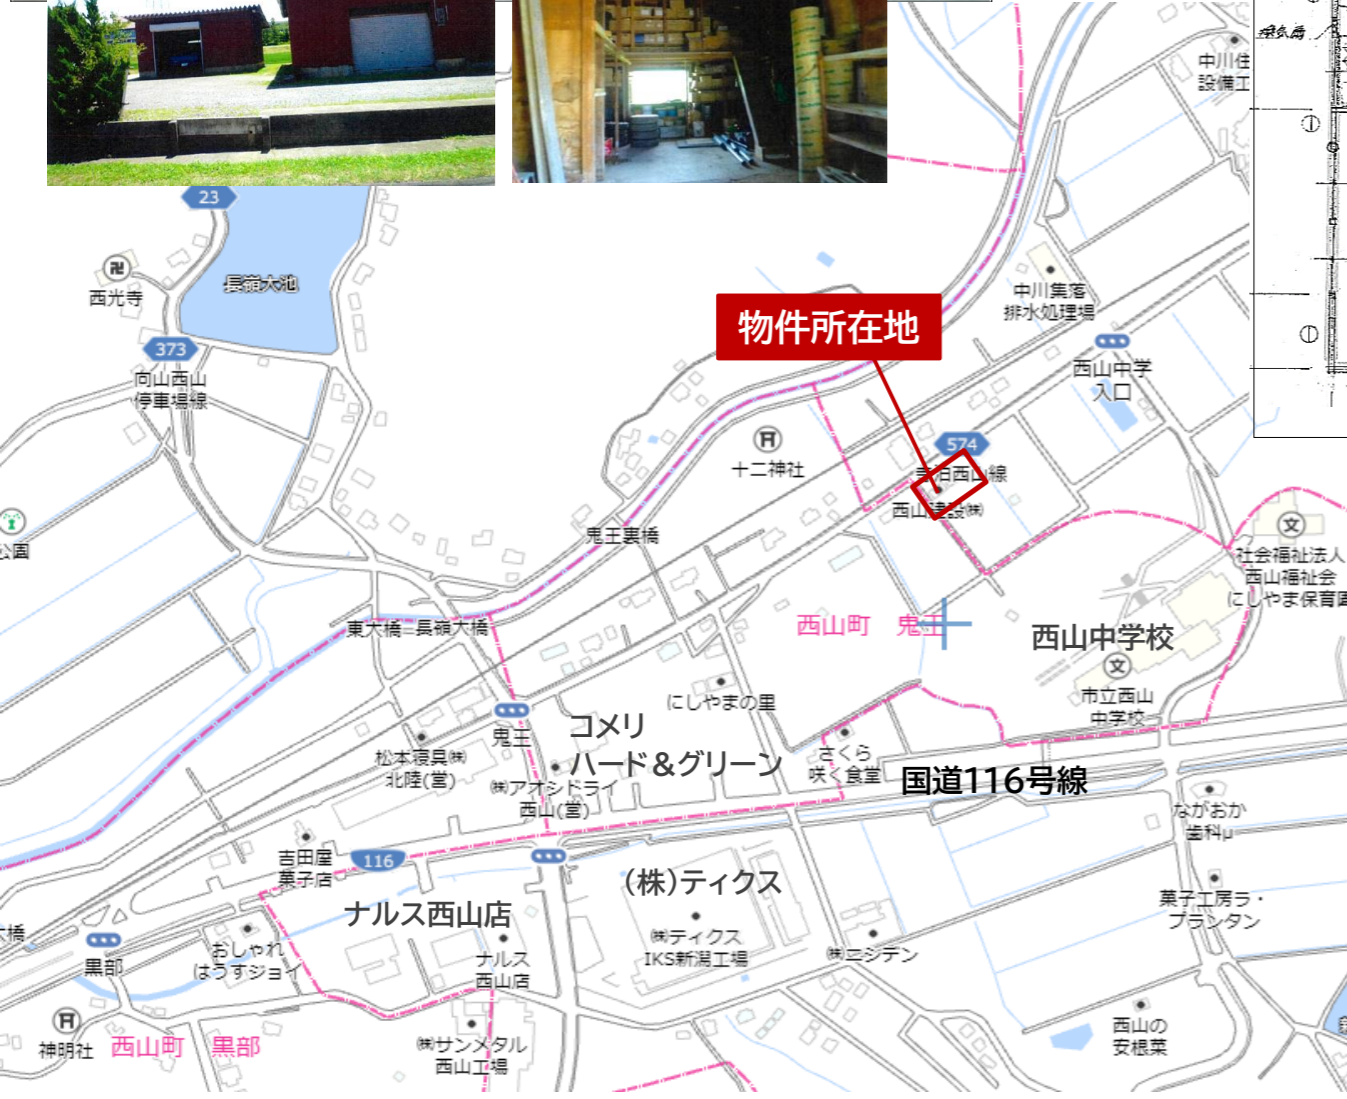 23
中川住
設備工
西光寺
長嶺大池
373
向山西山
停車場線
中川集落
排水処理場
物件所在地
西山中学
入口
十二神社
574
寺泊西山線
西山建設㈱
公園
鬼王裏橋
社会福祉法人
西山福祉会
にしやま保育園
東大橋
長嶺大橋
西山町 鬼王
西山中学校
市立西山
中学校
にしやまの里
鬼王
コメリ
ハード＆グリーン
松本寝具㈱
北陸(営)
㈱アオシドライ
西山(営)
さくら
咲く食堂
国道116号線
ながおか
歯科μ
吉田屋
菓子店
116
(株)ティクス
ナルス西山店
菓子工房ラ・
プランタン
大橋
黒部
おしゃれ
はうすジョイ
ナルス
西山店
㈱ティクス
IKS新潟工場
㈱ニシデン
神明社
西山町 黒部
㈱サンメタル
西山工場
西山の
安根菜